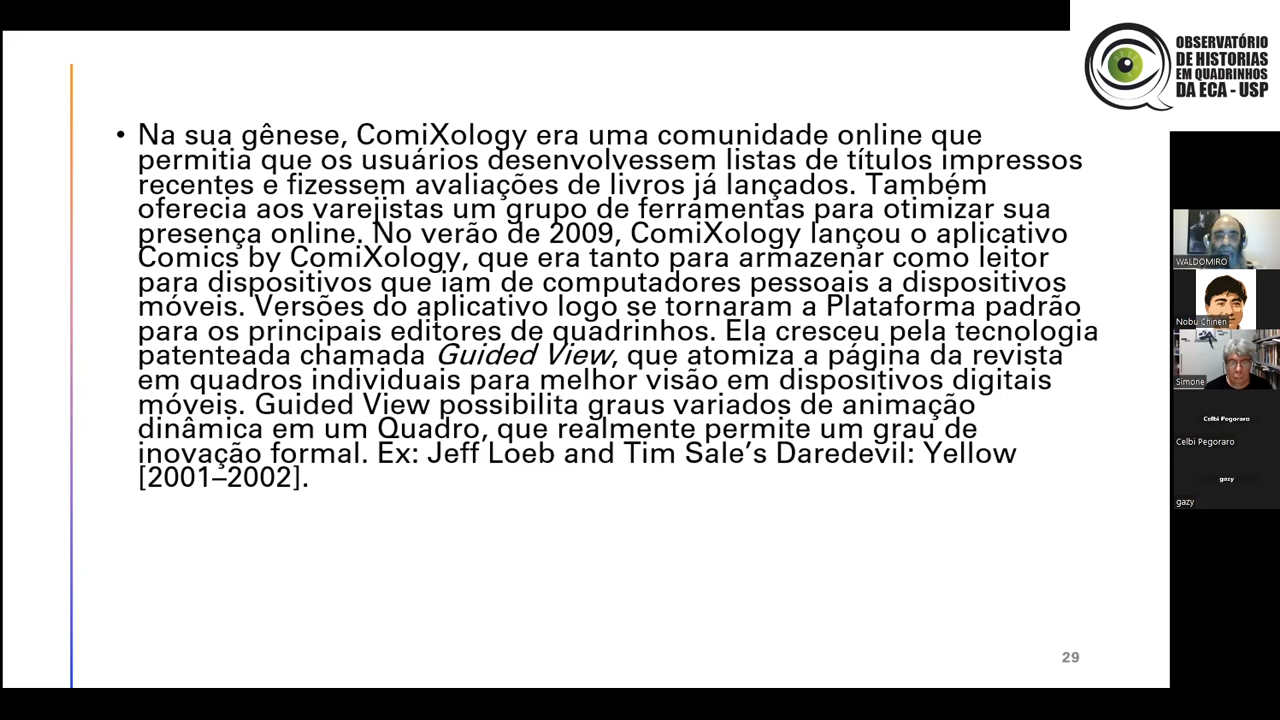 OBSERVATÓRIO
DE HISTORIAS
EM QUADRINHOS
DA ECA - USP
• Na sua gênese, ComiXology era uma comunidade online que
permitia que os usuários desenvolvessem listas de títulos impressos
recentes e fizessem avaliações de livros já lançados. Também
oferecia aos varejistas um grupo de ferramentas para otimizar sua
presença online. No verão de 2009, ComiXology lançou o aplicativo
Comics by ComiXology, que era tanto para armazenar como leitor
para dispositivos que iam de computadores pessoais a dispositivos
móveis. Versões do aplicativo logo se tornaram a Plataforma padrão
para os principais editores de quadrinhos. Ela cresceu pela tecnologia
patenteada chamada Guided View, que atomiza a página da revista
em quadros individuais para melhor visão em dispositivos digitais
móveis. Guided View possibilita graus variados de animação
dinâmica em um Quadro, que realmente permite um grau de
inovação formal. Ex: Jeff Loeb and Tim Sale’s Daredevil: Yellow
[2001–2002].
29
WALDOMIRO
Nobu Chinen
Simone
Celbi Pegoraro
Celbi Pegoraro
gazy
gazy